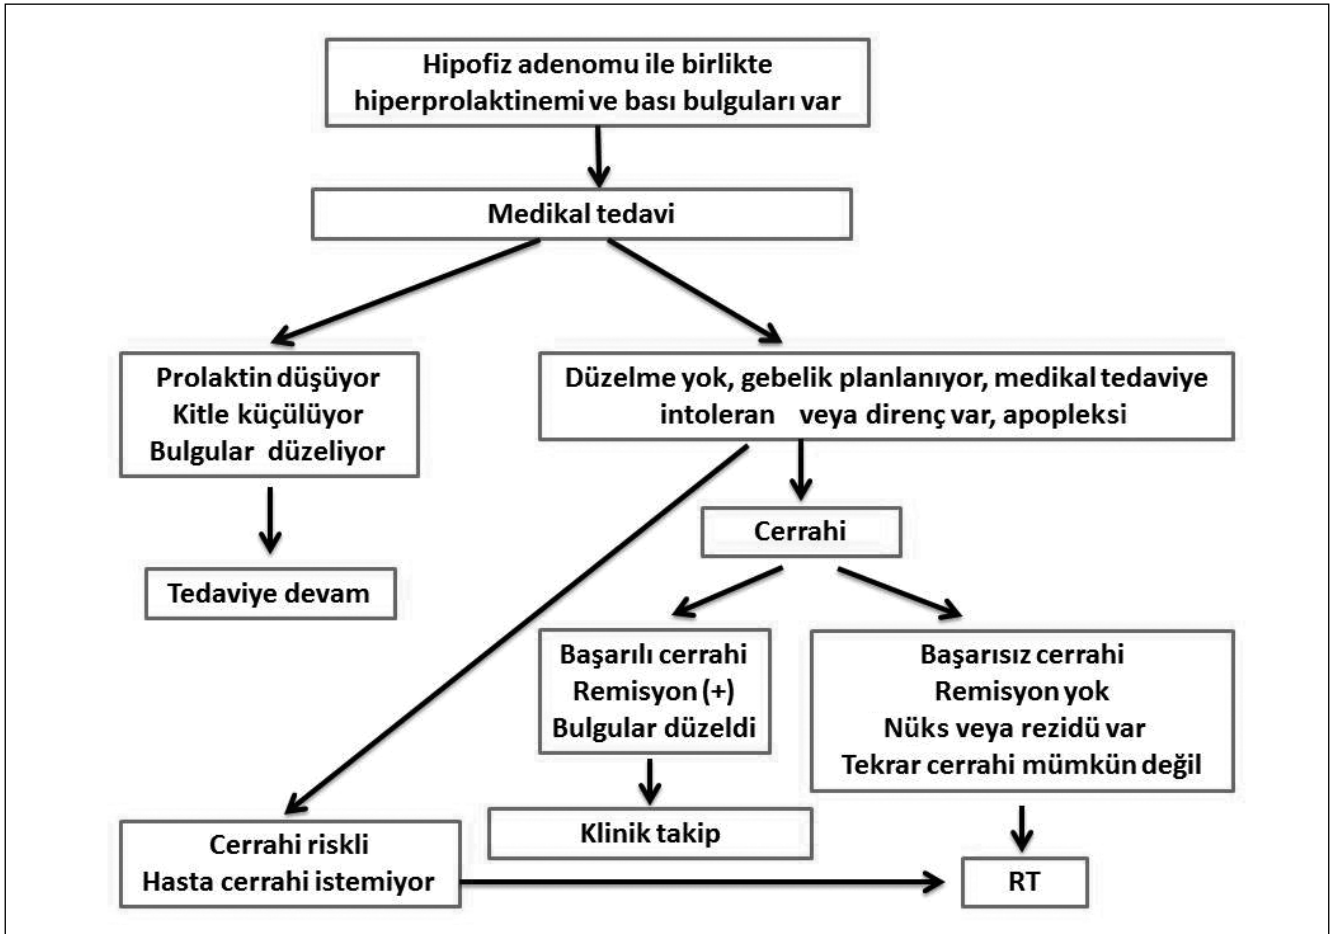 Hipofiz adenomu ile birlikte
hiperprolaktinemi ve bası bulguları var
Medikal tedavi
Prolaktin düşüyor
Kitle küçülüyor
Bulgular düzeliyor
Düzelme yok, gebelik planlanıyor, medikal tedaviye
intoleran veya direnç var, apopleksi
Tedaviye devam
Cerrahi
Başarılı cerrahi
Remisyon (+)
Bulgular düzeldi
Başarısız cerrahi
Remisyon yok
Nüks veya rezidü var
Tekrar cerrahi mümkün değil
Klinik takip
Cerrahi riskli
Hasta cerrahi istemiyor
RT